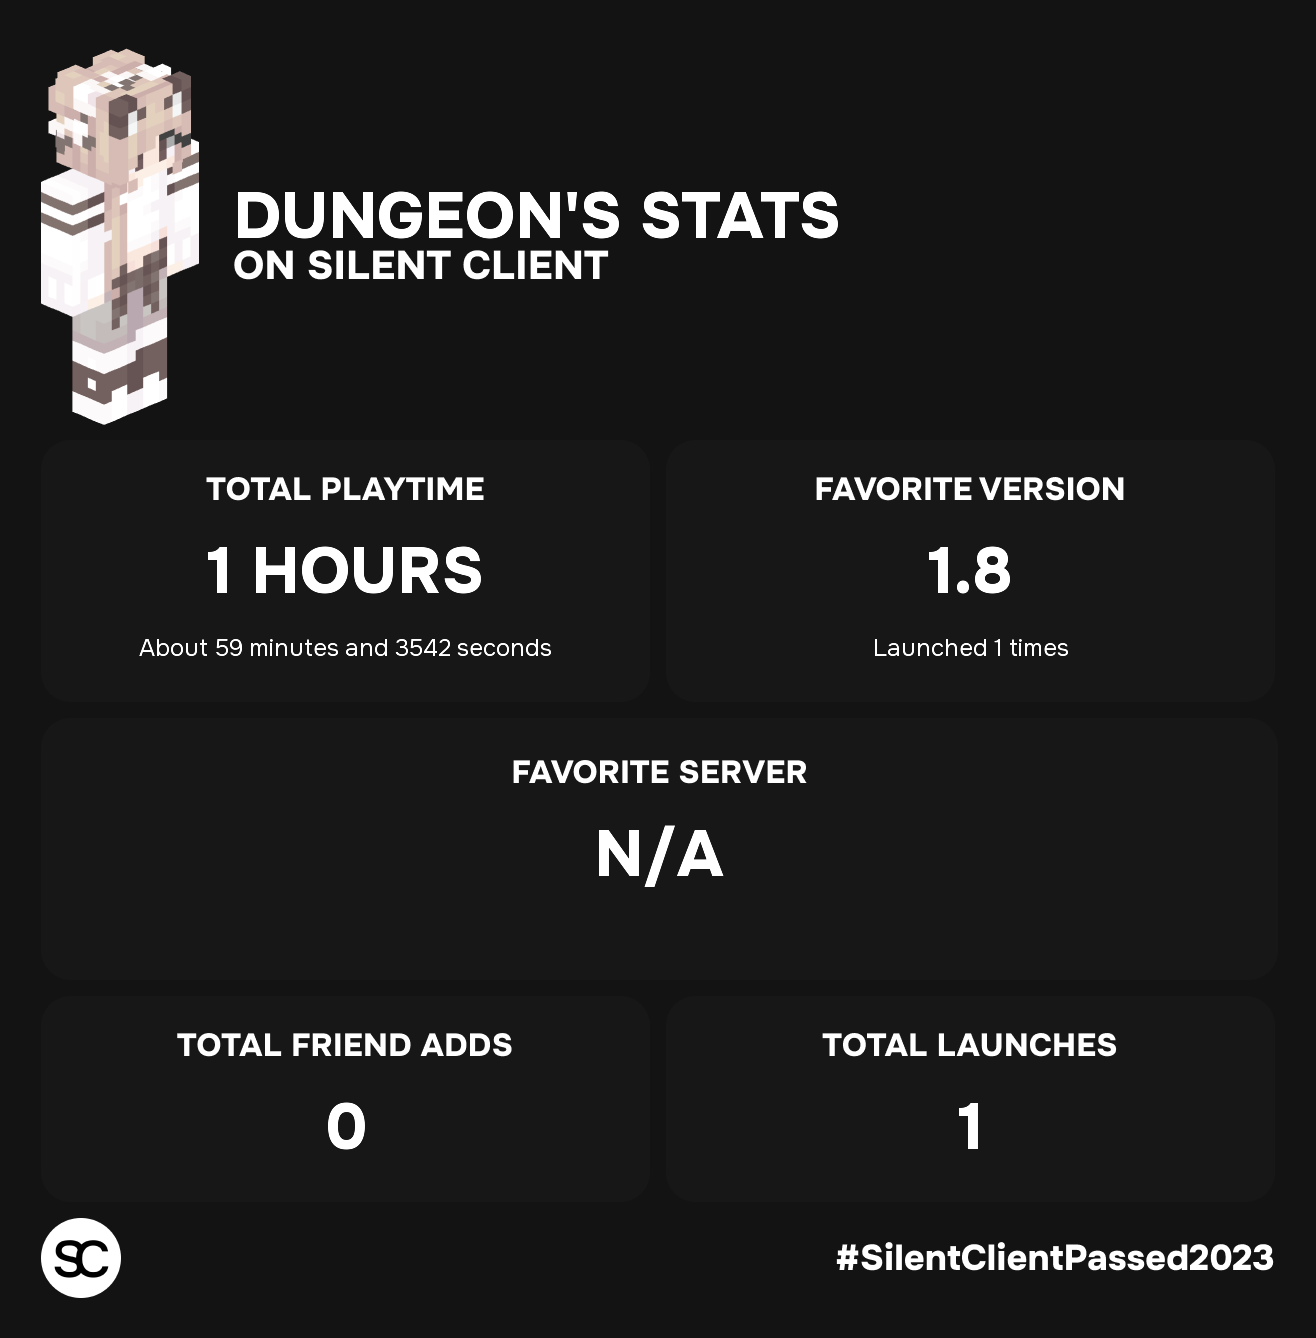 DUNGEON'S STATS
ON SILENT CLIENT
TOTAL PLAYTIME
1 HOURS
About 59 minutes and 3542 seconds
FAVORITE VERSION
1.8
Launched 1 times
FAVORITE SERVER
N/A
TOTAL FRIEND ADDS
0
TOTAL LAUNCHES
1
SC
#SilentClientPassed2023